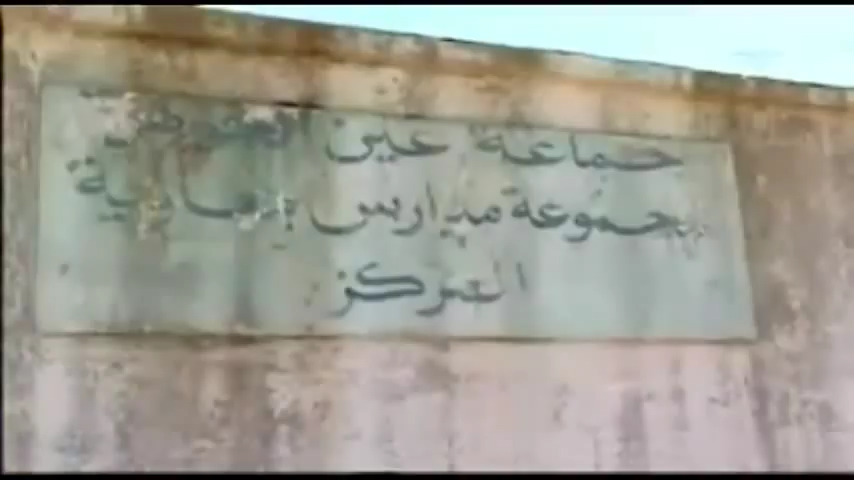 جماعة عين
مجموعة مدارس
المركز